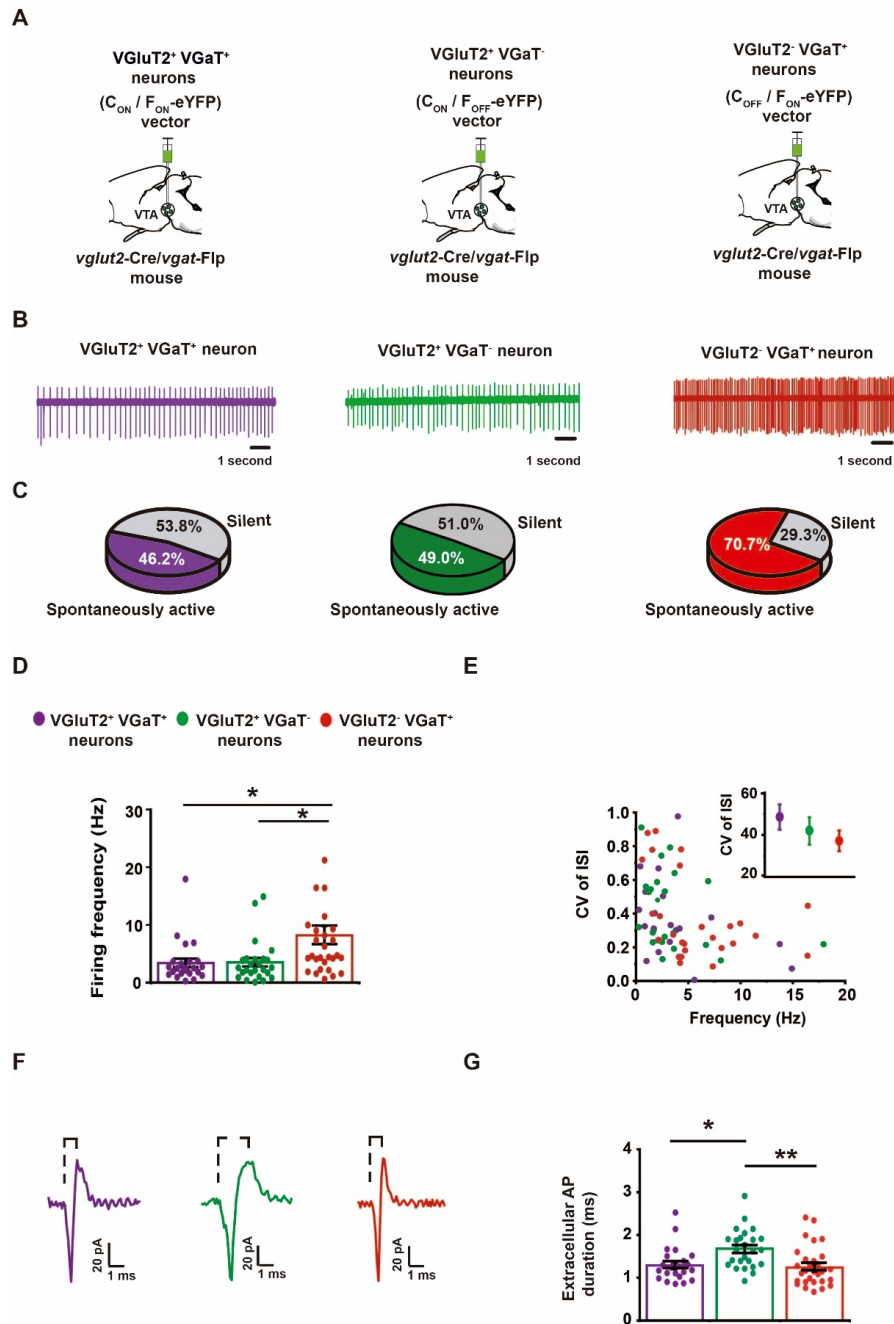 A
VGluT2⁺ VGaT⁺
neurons
(C_ON / F_ON-eYFP)
vector
VTA
vglut2-Cre/vgat-Flp
mouse
VGluT2⁺ VGaT⁻
neurons
(C_ON / F_OFF-eYFP)
vector
VTA
vglut2-Cre/vgat-Flp
mouse
VGluT2⁻ VGaT⁺
neurons
(C_OFF / F_ON-eYFP)
vector
VTA
vglut2-Cre/vgat-Flp
mouse
B
VGluT2⁺ VGaT⁺ neuron
1 second
VGluT2⁺ VGaT⁻ neuron
1 second
VGluT2⁻ VGaT⁺ neuron
1 second
C
53.8%
Silent
46.2%
Spontaneously active
51.0%
Silent
49.0%
Spontaneously active
70.7%
29.3%
Silent
Spontaneously active
D
VGluT2⁺ VGaT⁺
neurons
VGluT2⁺ VGaT⁻
neurons
VGluT2⁻ VGaT⁺
neurons
Firing frequency (Hz)
30
20
10
0
*
*
E
CV of ISI
1.0
0.8
0.6
0.4
0.2
0.0
0
5
10
15
20
Frequency (Hz)
CV of ISI
60
40
20
F
20 pA
1 ms
20 pA
1 ms
20 pA
1 ms
G
Extracellular AP
duration (ms)
4
3
2
1
0
*
**